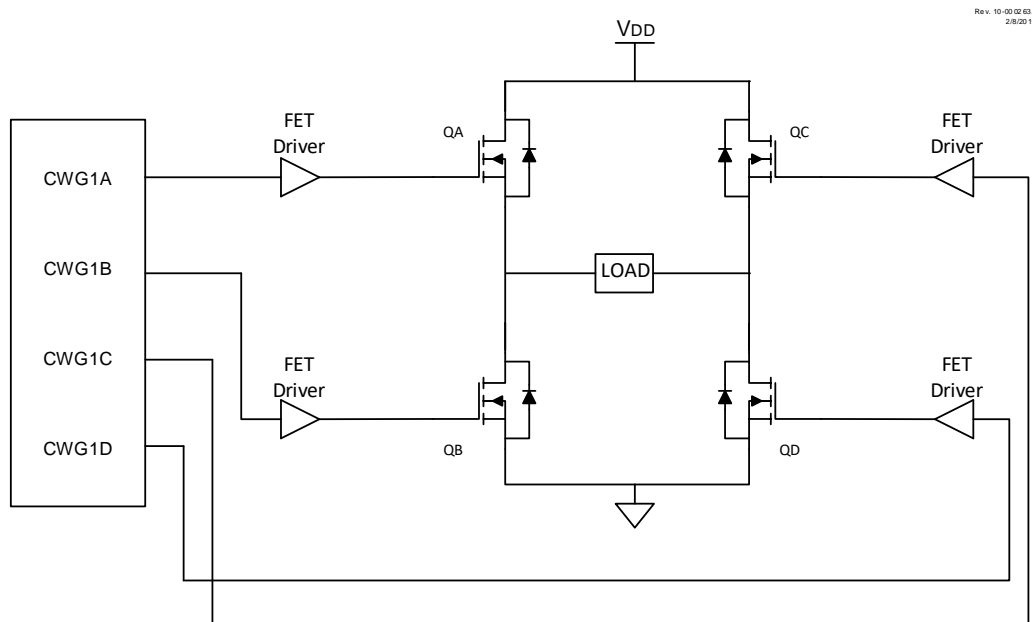 Rev. 10-000263
2/8/201
VDD
FET
Driver
QA
QC
FET
Driver
CWG1A
CWG1B
LOAD
CWG1C
FET
Driver
FET
Driver
CWG1D
QB
QD